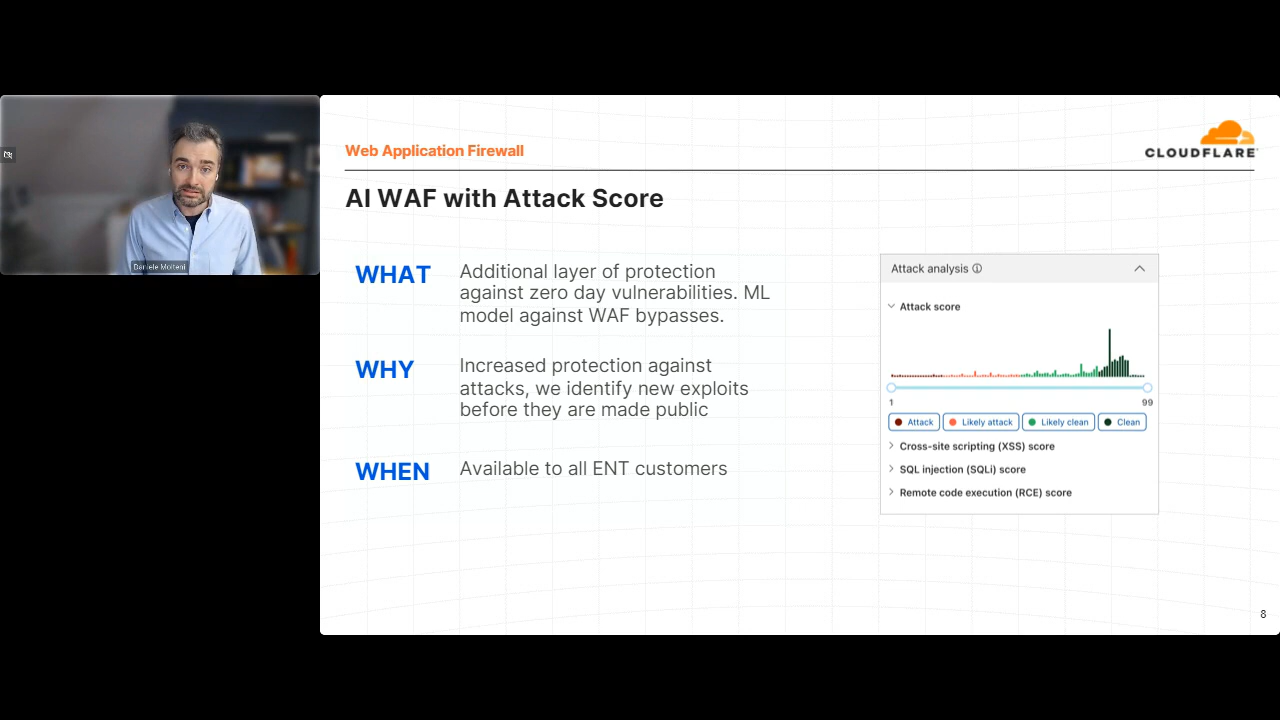 Daniele Molteni
Web Application Firewall
CLOUDFLARE
AI WAF with Attack Score
WHAT
Additional layer of protection
against zero day vulnerabilities. ML
model against WAF bypasses.
WHY
Increased protection against
attacks, we identify new exploits
before they are made public
WHEN
Available to all ENT customers
Attack analysis
Attack score
1
99
Attack
Likely attack
Likely clean
Clean
Cross-site scripting (XSS) score
SQL injection (SQLi) score
Remote code execution (RCE) score
8